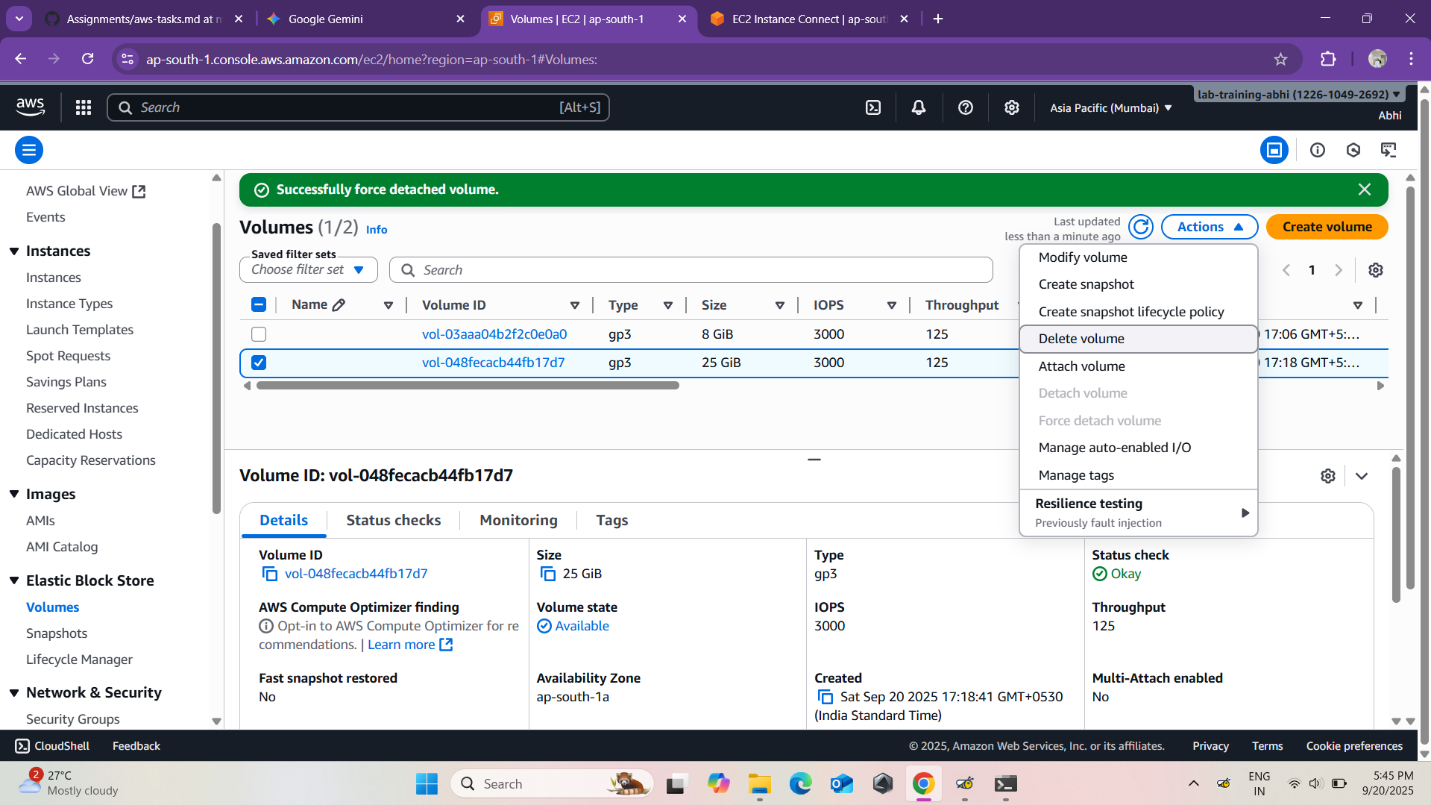 Assignments/aws-tasks.md at n
Google Gemini
Volumes | EC2 | ap-south-1
EC2 Instance Connect | ap-sout
ap-south-1.console.aws.amazon.com/ec2/home?region=ap-south-1#Volumes:
aws
Search
[Alt+S]
Asia Pacific (Mumbai)
lab-training-abhi (1226-1049-2692)
Abhi
AWS Global View
Events
Instances
Instances
Instance Types
Launch Templates
Spot Requests
Savings Plans
Reserved Instances
Dedicated Hosts
Capacity Reservations
Images
AMIs
AMI Catalog
Elastic Block Store
Volumes
Snapshots
Lifecycle Manager
Network & Security
Security Groups
Successfully force detached volume.
Volumes (1/2) Info
Last updated
less than a minute ago
Actions
Create volume
Saved filter sets
Choose filter set
Search
1
Name Volume ID Type Size IOPS Throughput
vol-03aaa04b2f2c0e0a0 gp3 8 GiB 3000 125 17:06 GMT+5:...
vol-048fecacb44fb17d7 gp3 25 GiB 3000 125 17:18 GMT+5:...
Modify volume
Create snapshot
Create snapshot lifecycle policy
Delete volume
Attach volume
Detach volume
Force detach volume
Manage auto-enabled I/O
Manage tags
Resilience testing
Previously fault injection
Volume ID: vol-048fecacb44fb17d7
Details
Status checks
Monitoring
Tags
Volume ID
vol-048fecacb44fb17d7
Size
25 GiB
Type
gp3
Status check
Okay
AWS Compute Optimizer finding
Opt-in to AWS Compute Optimizer for re
commendations. | Learn more
Volume state
Available
IOPS
3000
Throughput
125
Fast snapshot restored
No
Availability Zone
ap-south-1a
Created
Sat Sep 20 2025 17:18:41 GMT+0530
(India Standard Time)
Multi-Attach enabled
No
CloudShell
Feedback
© 2025, Amazon Web Services, Inc. or its affiliates.
Privacy
Terms
Cookie preferences
2
27°C
Mostly cloudy
Search
ENG
IN
5:45 PM
9/20/2025